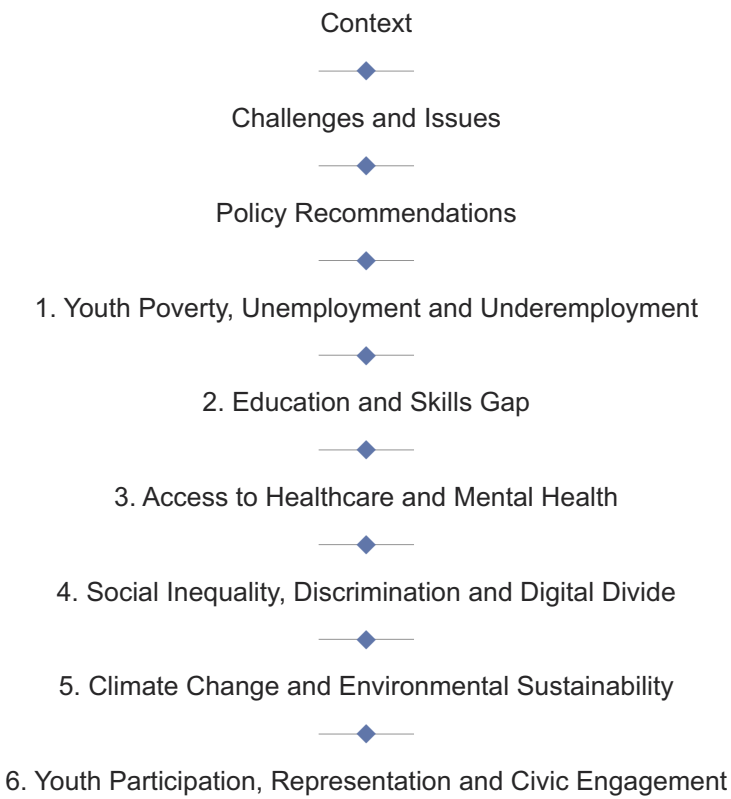 Context
Challenges and Issues
Policy Recommendations
1. Youth Poverty, Unemployment and Underemployment
2. Education and Skills Gap
3. Access to Healthcare and Mental Health
4. Social Inequality, Discrimination and Digital Divide
5. Climate Change and Environmental Sustainability
6. Youth Participation, Representation and Civic Engagement